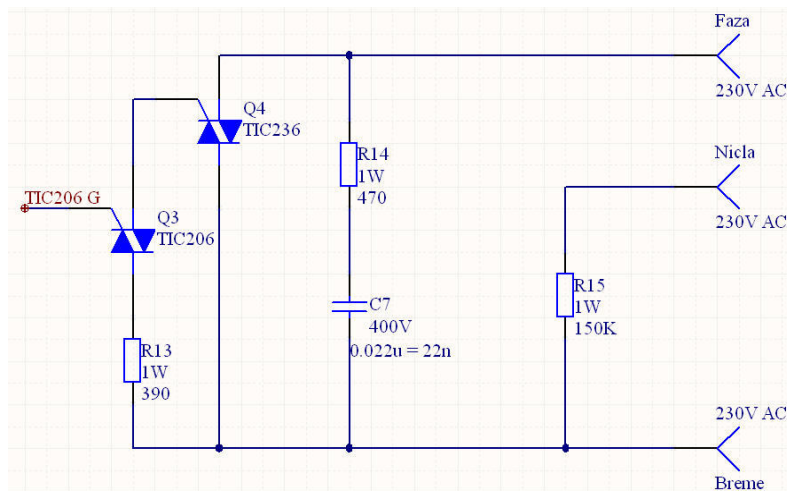 Faza
230V AC
Q4
TIC236
R14
1W
470
Nicla
230V AC
TIC206 G
Q3
TIC206
R15
1W
150K
C7
400V
0.022u = 22n
R13
1W
390
230V AC
Breme